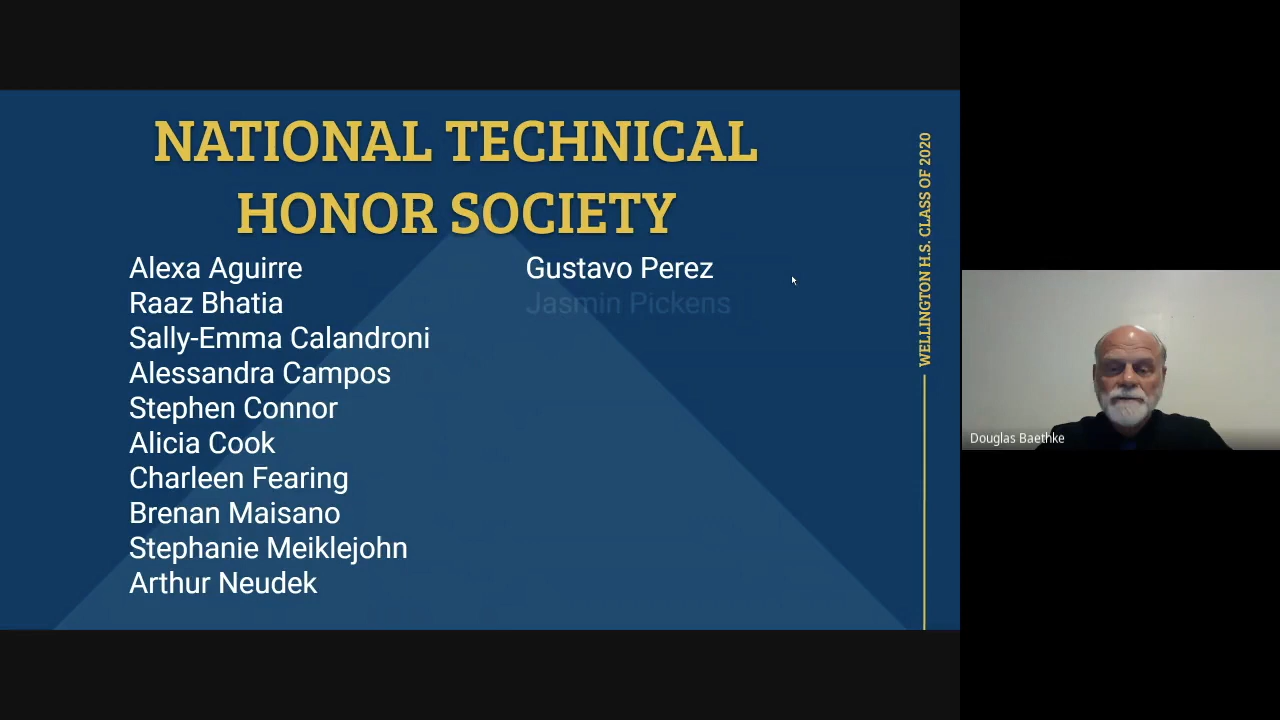 NATIONAL TECHNICAL
HONOR SOCIETY
Alexa Aguirre
Raaz Bhatia
Sally-Emma Calandroni
Alessandra Campos
Stephen Connor
Alicia Cook
Charleen Fearing
Brenan Maisano
Stephanie Meiklejohn
Arthur Neudek
Gustavo Perez
Jasmin Pickens
WELLINGTON H.S. CLASS OF 2020
Douglas Baethke